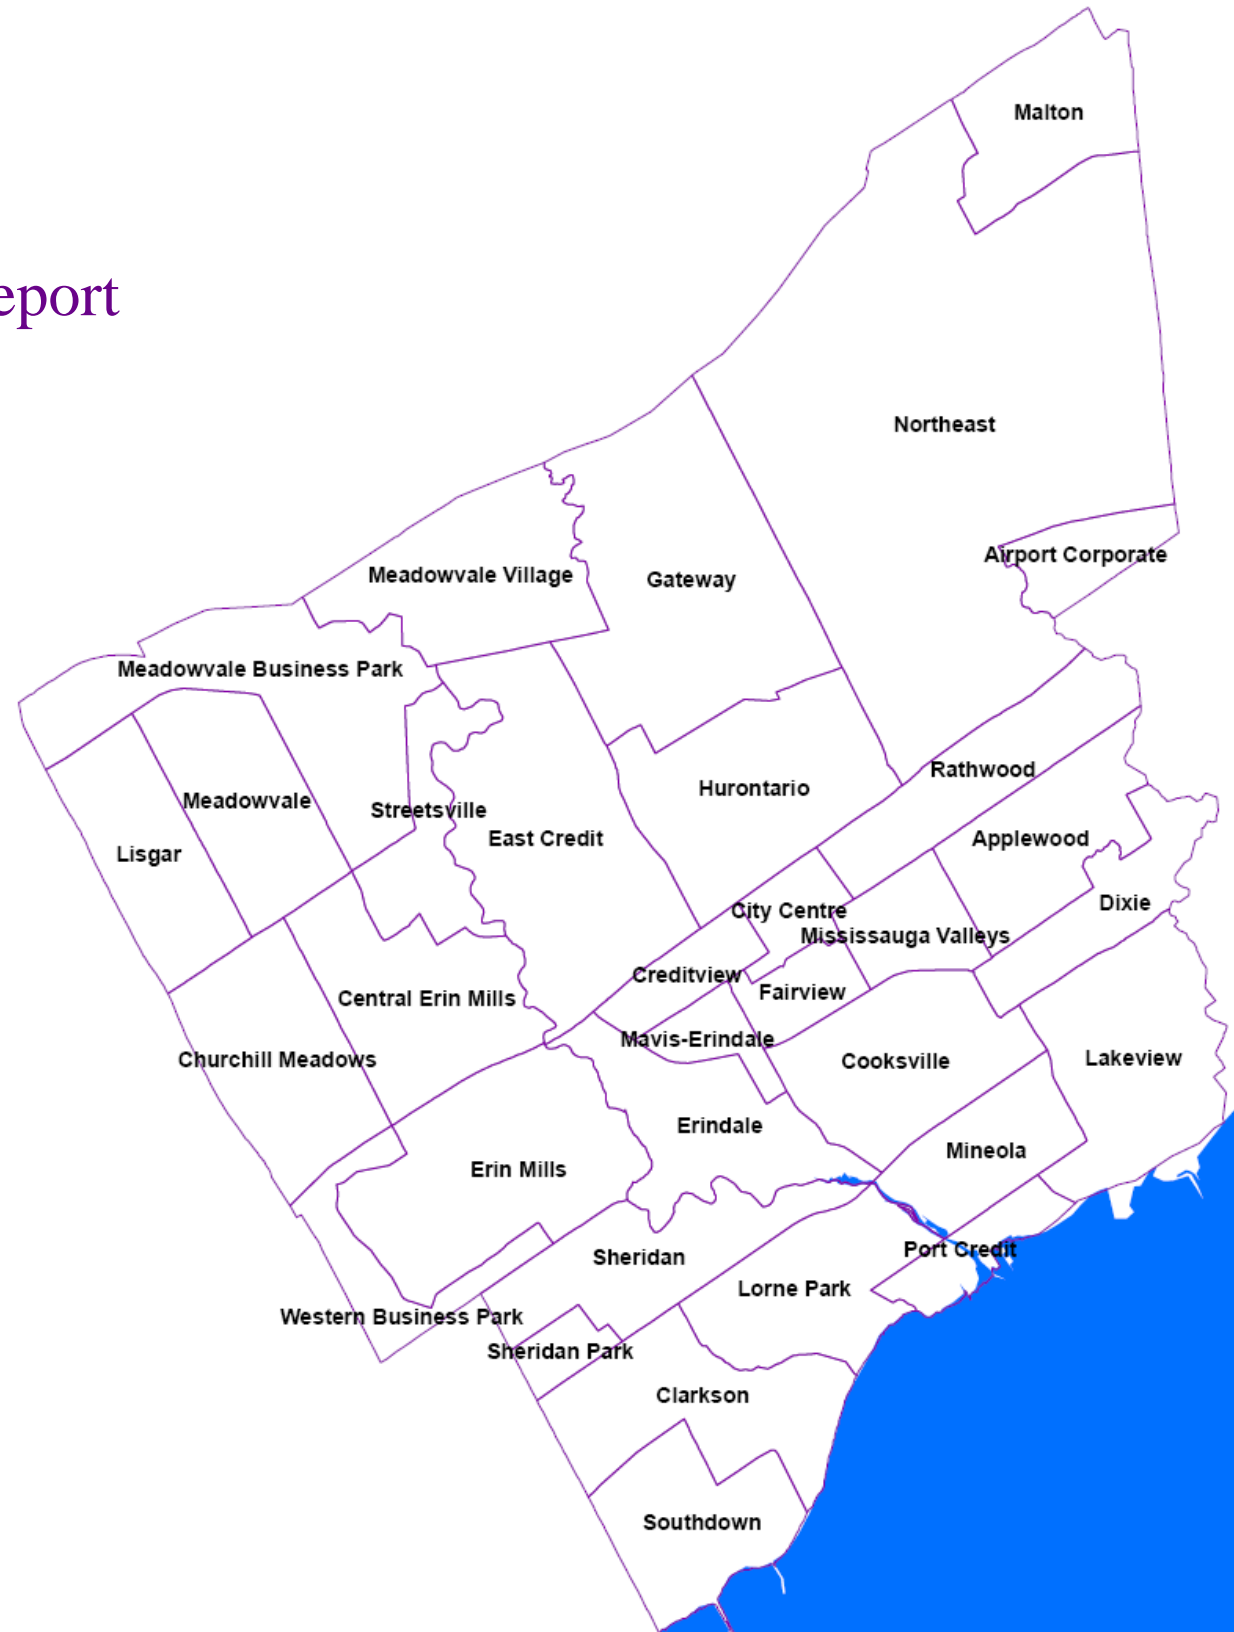 Malton
eport
Northeast
Airport Corporate
Meadowvale Village
Gateway
Meadowvale Business Park
Rathwood
Hurontario
Meadowvale
Streetsville
East Credit
Applewood
Lisgar
Dixie
City Centre
Mississauga Valleys
Creditview
Fairview
Central Erin Mills
Mavis-Erindale
Churchill Meadows
Cooksville
Lakeview
Erindale
Mineola
Erin Mills
Port Credit
Sheridan
Lorne Park
Western Business Park
Sheridan Park
Clarkson
Southdown